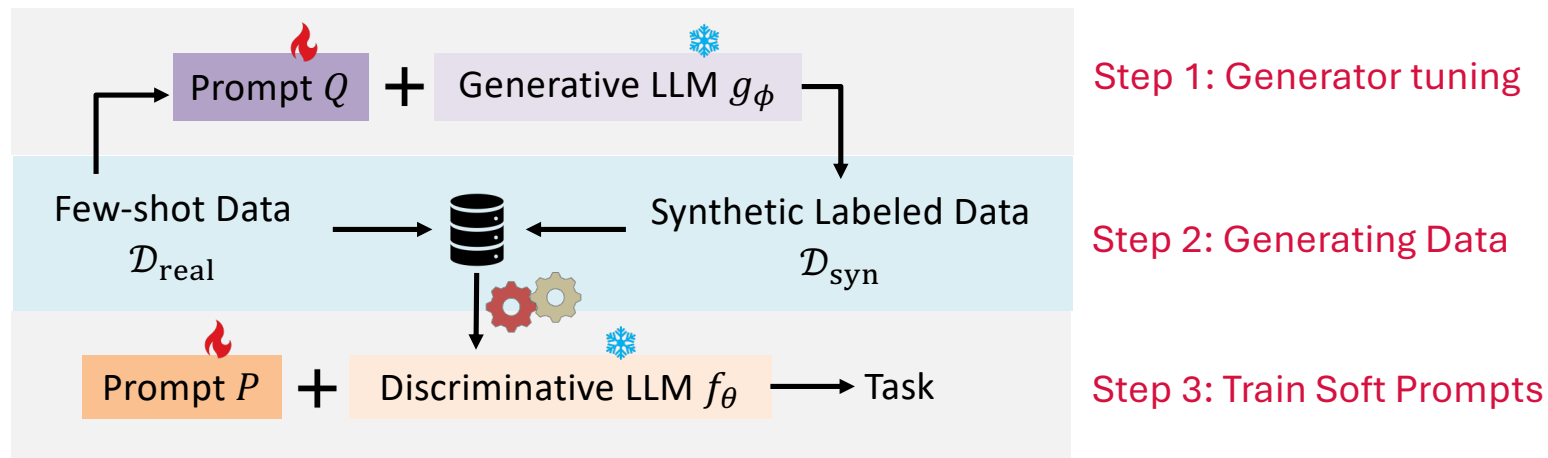 Prompt Q + Generative LLM g_ϕ
Step 1: Generator tuning
Few-shot Data
𝒟_real
Synthetic Labeled Data
𝒟_syn
Step 2: Generating Data
Prompt P + Discriminative LLM f_θ
Task
Step 3: Train Soft Prompts